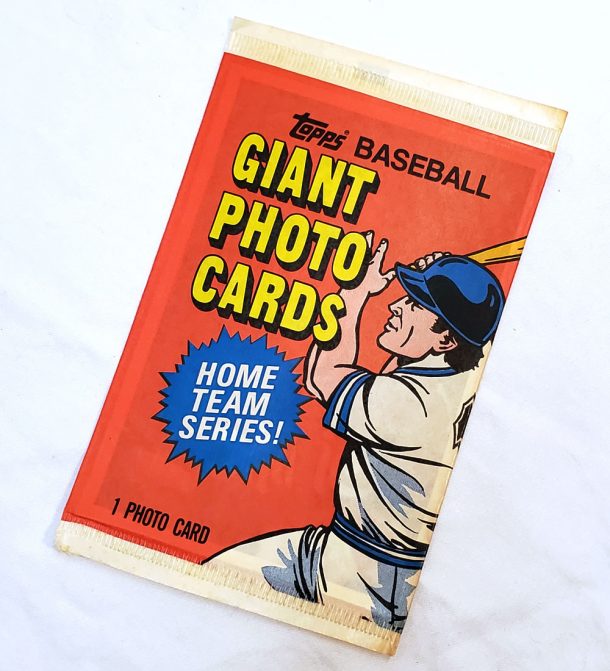 Topps® BASEBALL
GIANT
PHOTO
CARDS
HOME
TEAM
SERIES!
1 PHOTO CARD